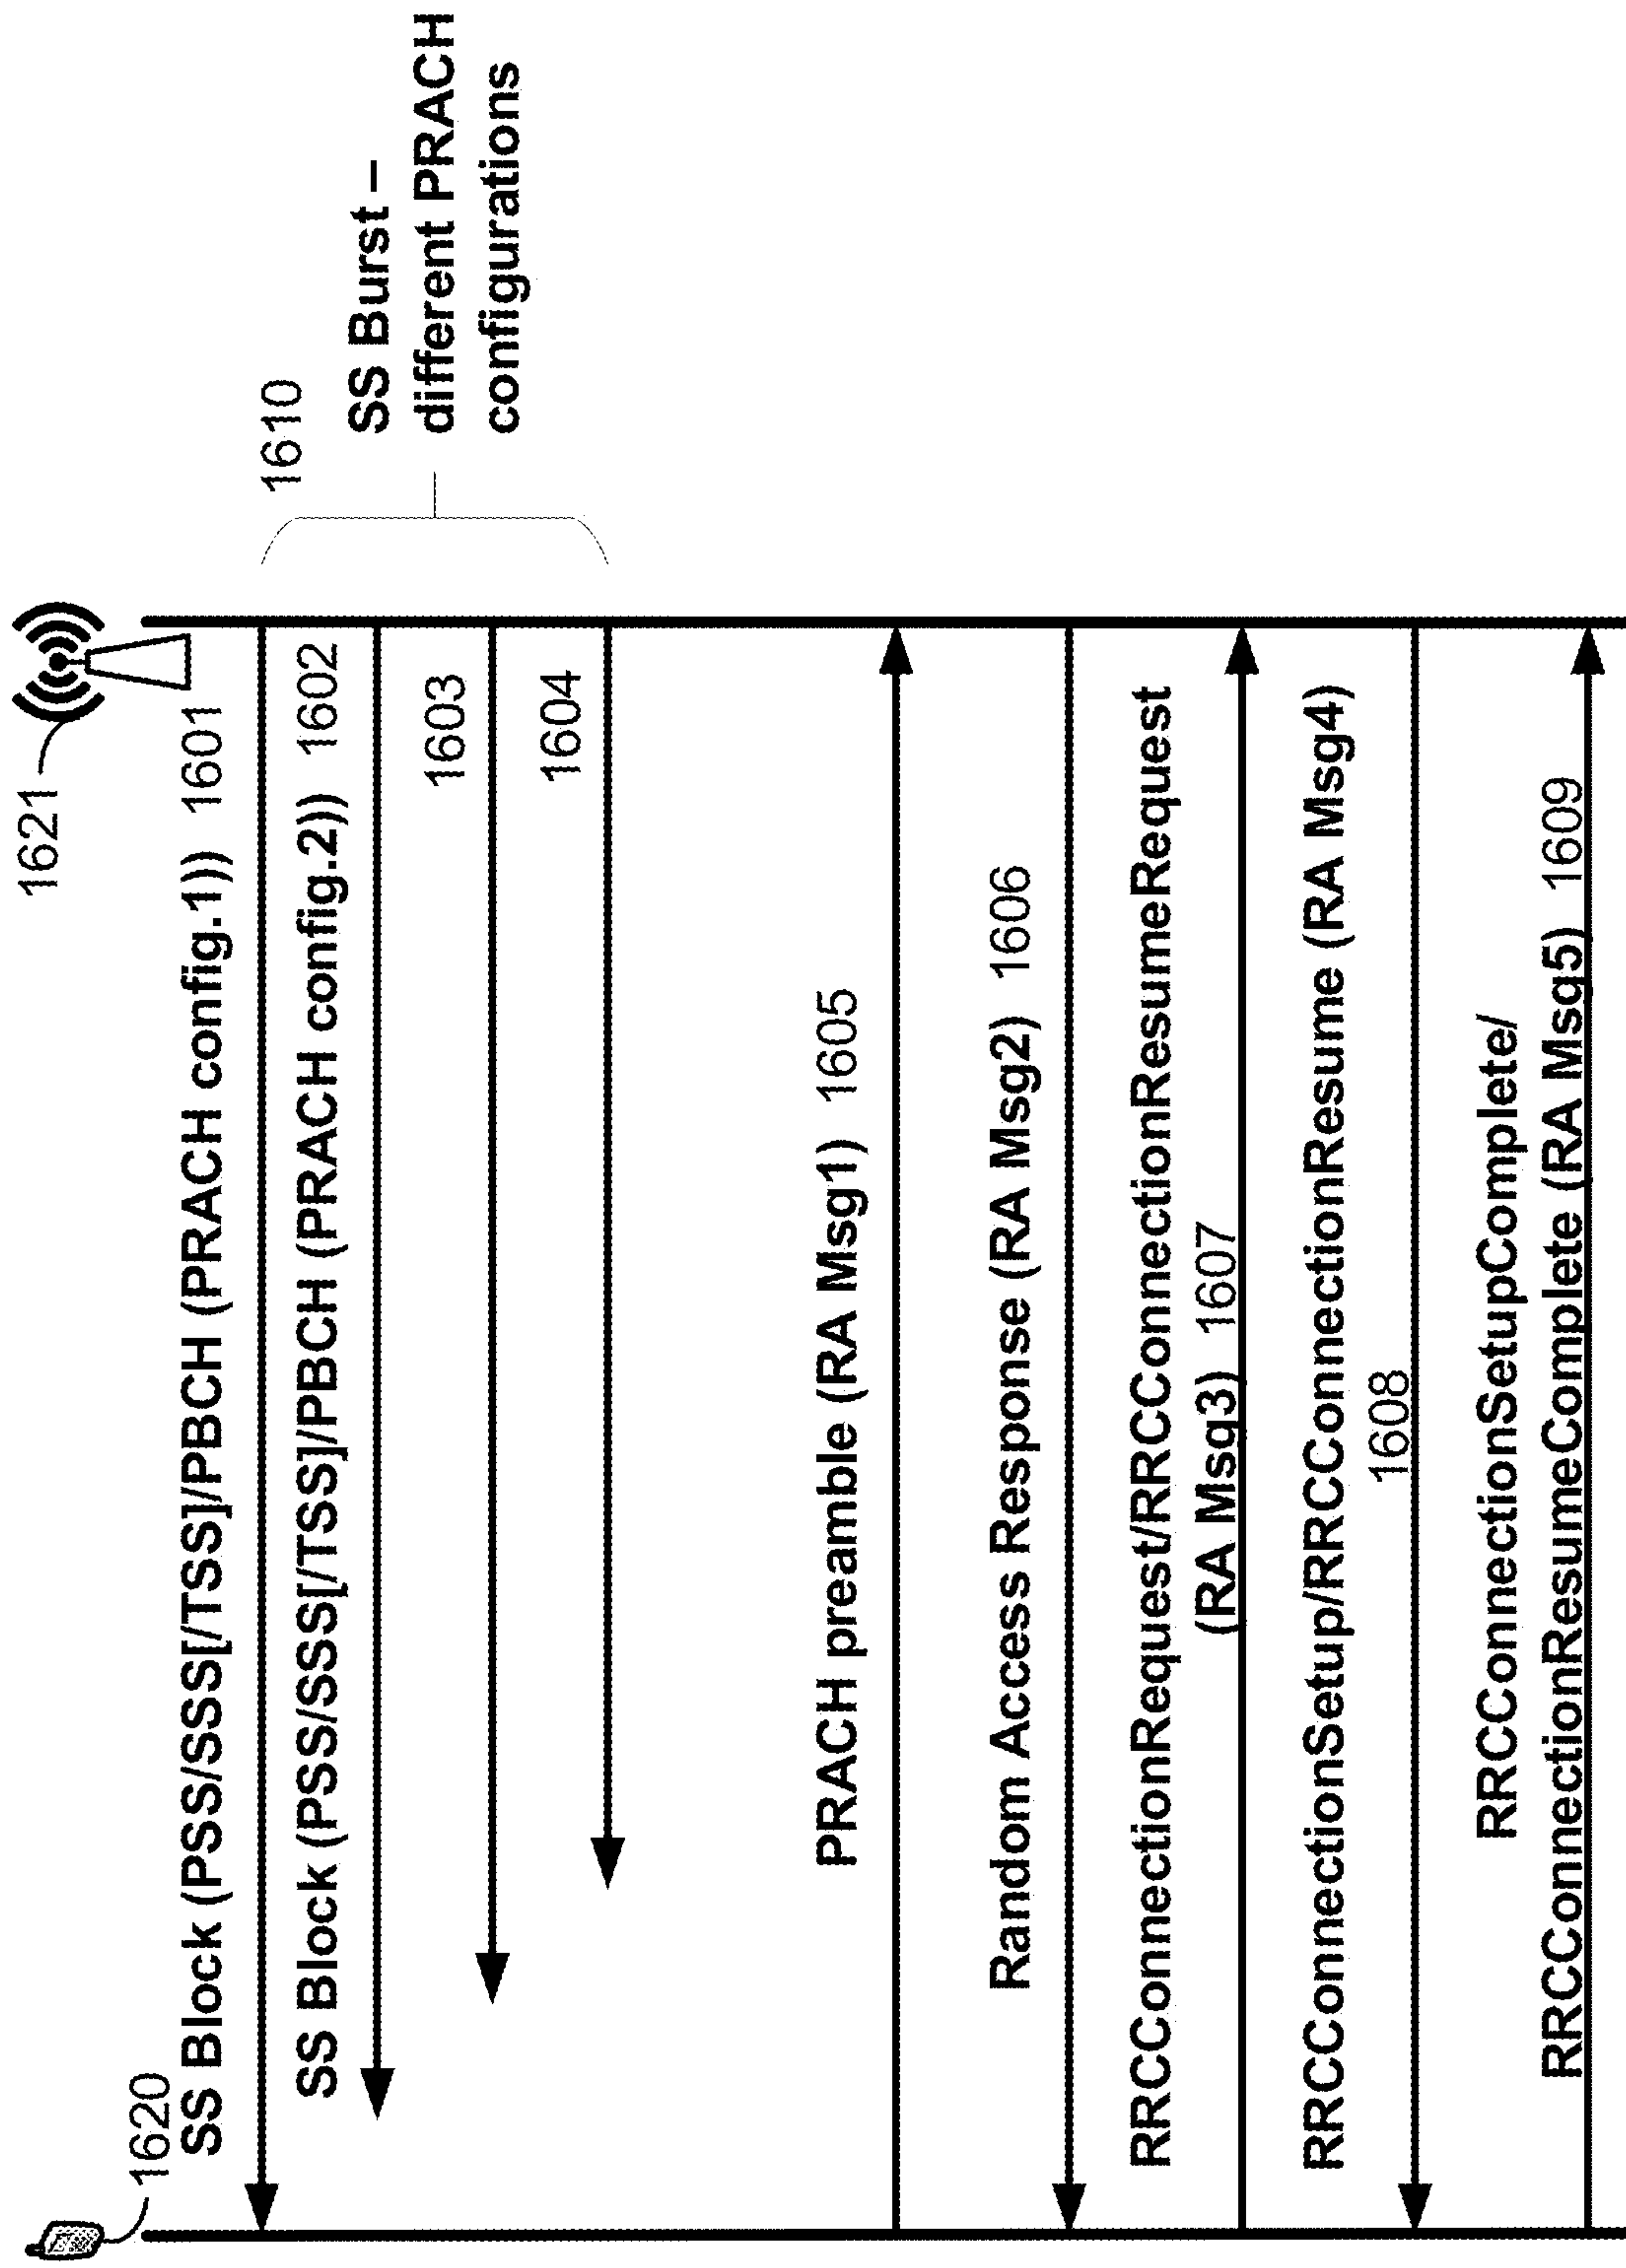 1620
1621
SS Block (PSS/SSS[/TSS]/PBCH (PRACH config.1)) 1601
SS Block (PSS/SSS[/TSS]/PBCH (PRACH config.2)) 1602
1603
1604
1610
SS Burst –
different PRACH
configurations
PRACH preamble (RA Msg1) 1605
Random Access Response (RA Msg2) 1606
RRCConnectionRequest/RRCConnectionResumeRequest
(RA Msg3) 1607
RRCConnectionSetup/RRCConnectionResume (RA Msg4)
1608
RRCConnectionSetupComplete/
RRCConnectionResumeComplete (RA Msg5) 1609